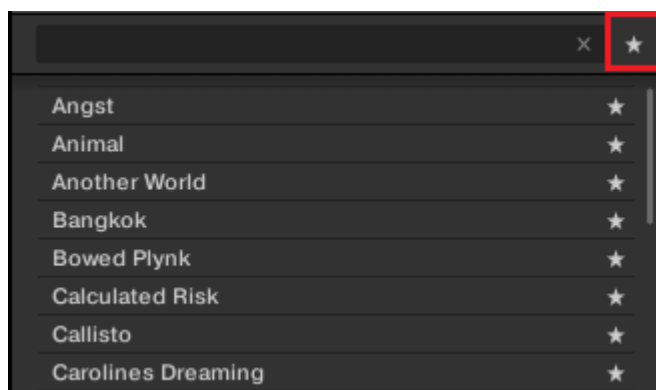 Angst
Animal
Another World
Bangkok
Bowed Plynk
Calculated Risk
Callisto
Carolines Dreaming